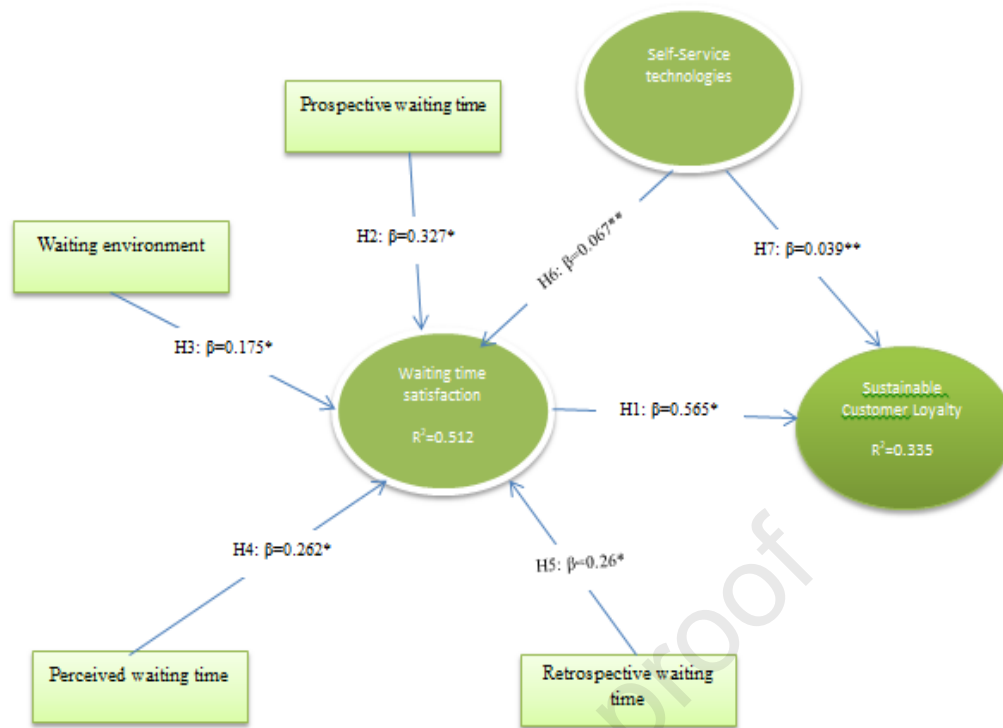 Self-Service
technologies
Prospective waiting time
Waiting environment
H2: β=0.327*
H6: β=0.067**
H7: β=0.039**
H3: β=0.175*
Waiting time
satisfaction
R²=0.512
H1: β=0.565*
Sustainable
Customer Loyalty
R²=0.335
H4: β=0.262*
H5: β=0.26*
Perceived waiting time
Retrospective waiting
time
proof